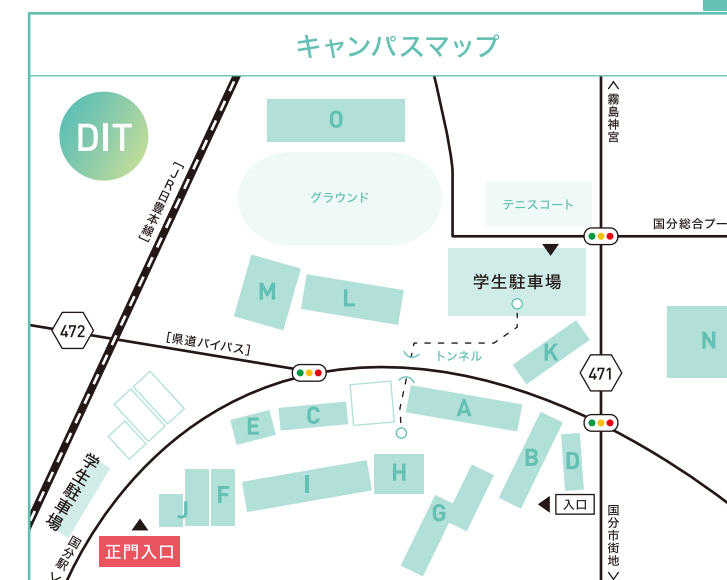 キャンパスマップ
DIT
O
霧島神宮
[JR日豊本線]
グラウンド
テニスコート
国分総合プー
学生駐車場
M
L
N
472
[県道バイパス]
トンネル
K
471
A
C
E
B
D
H
I
F
J
G
学生駐車場
入口
国分市街地
正門入口
国分駅